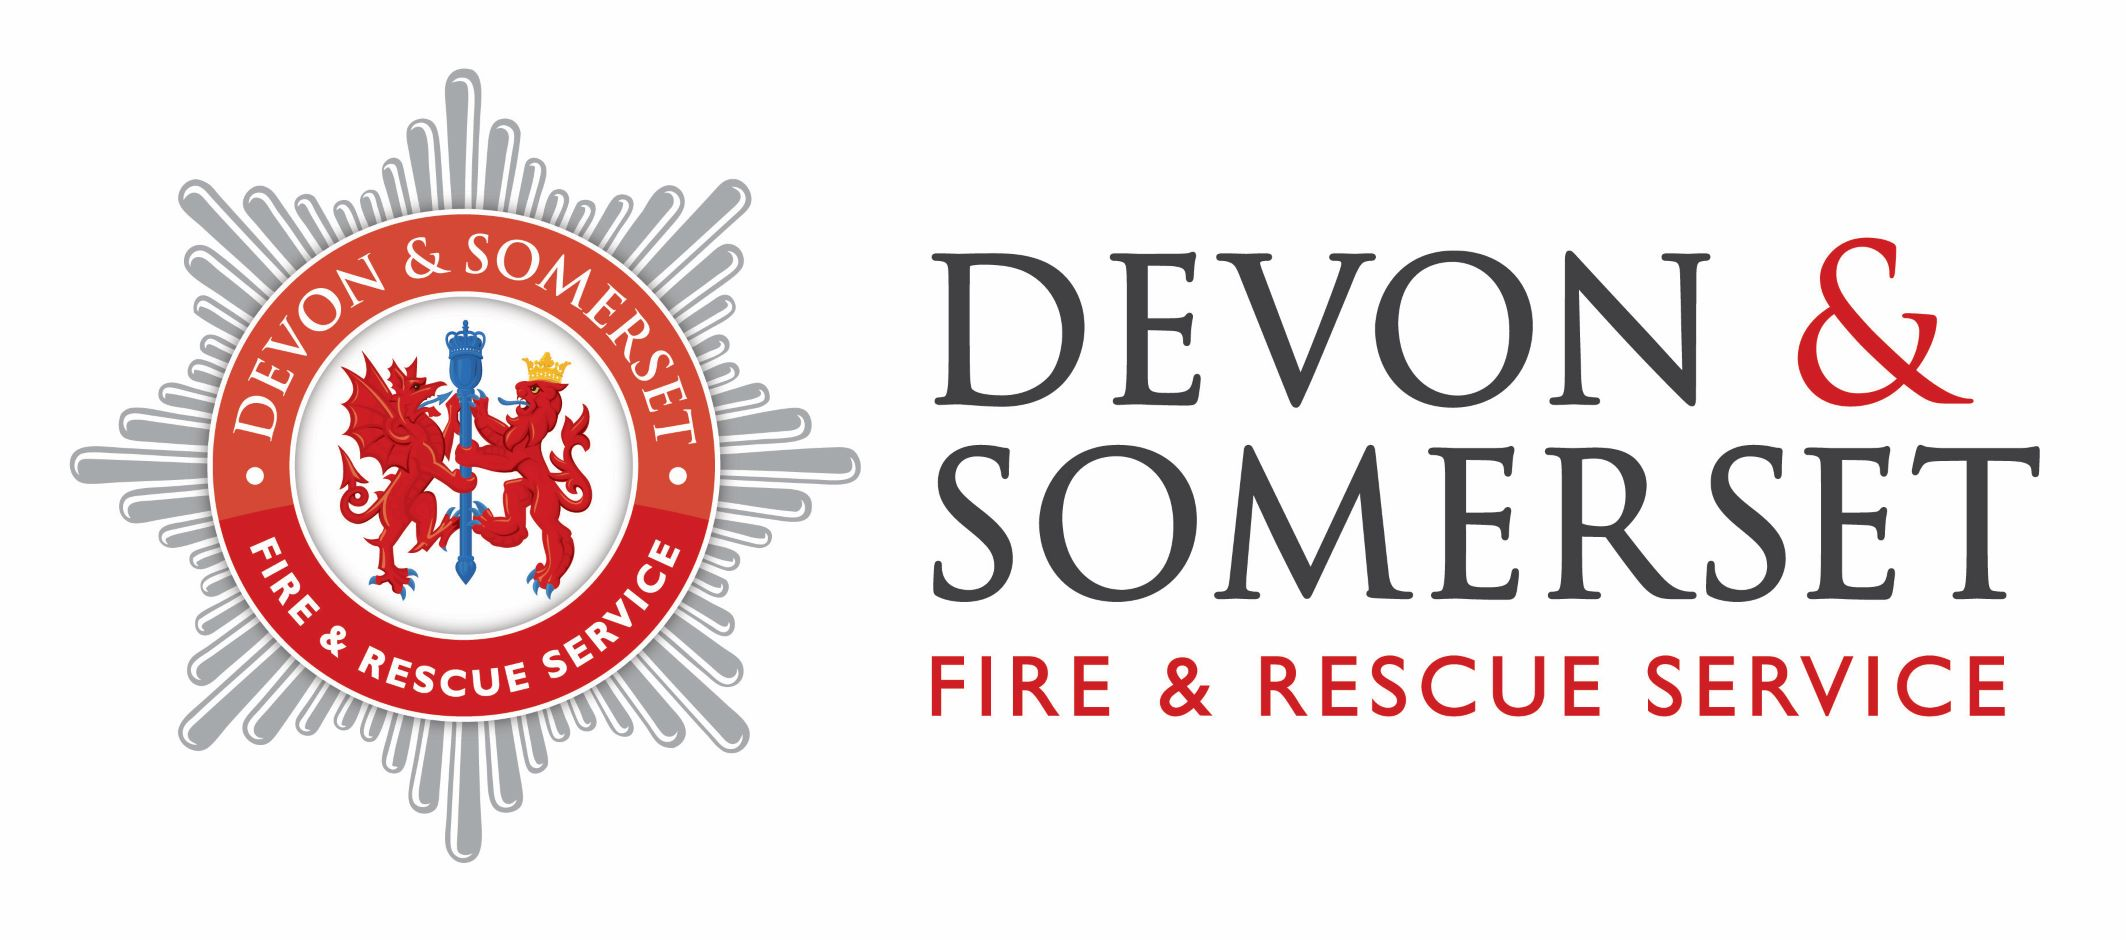 DEVON & SOMERSET
FIRE & RESCUE SERVICE
DEVON &
SOMERSET
FIRE & RESCUE SERVICE